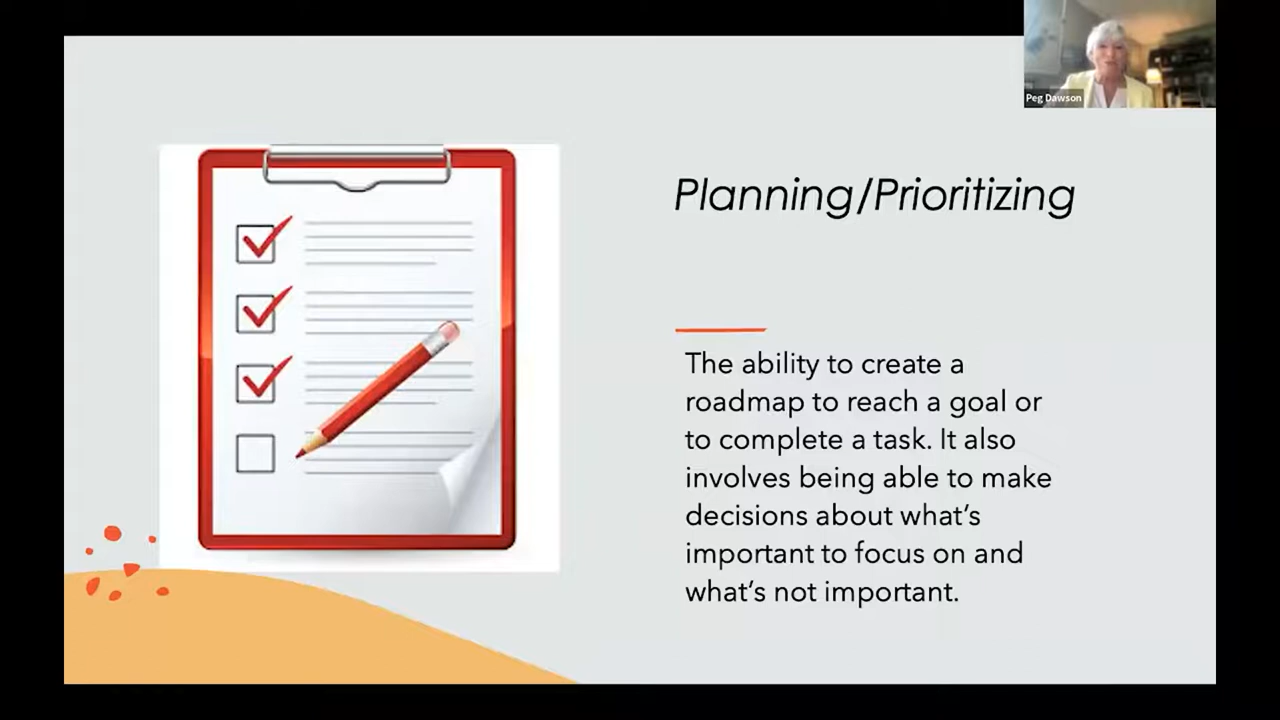 Peg Dawson
Planning/Prioritizing
The ability to create a
roadmap to reach a goal or
to complete a task. It also
involves being able to make
decisions about what's
important to focus on and
what's not important.